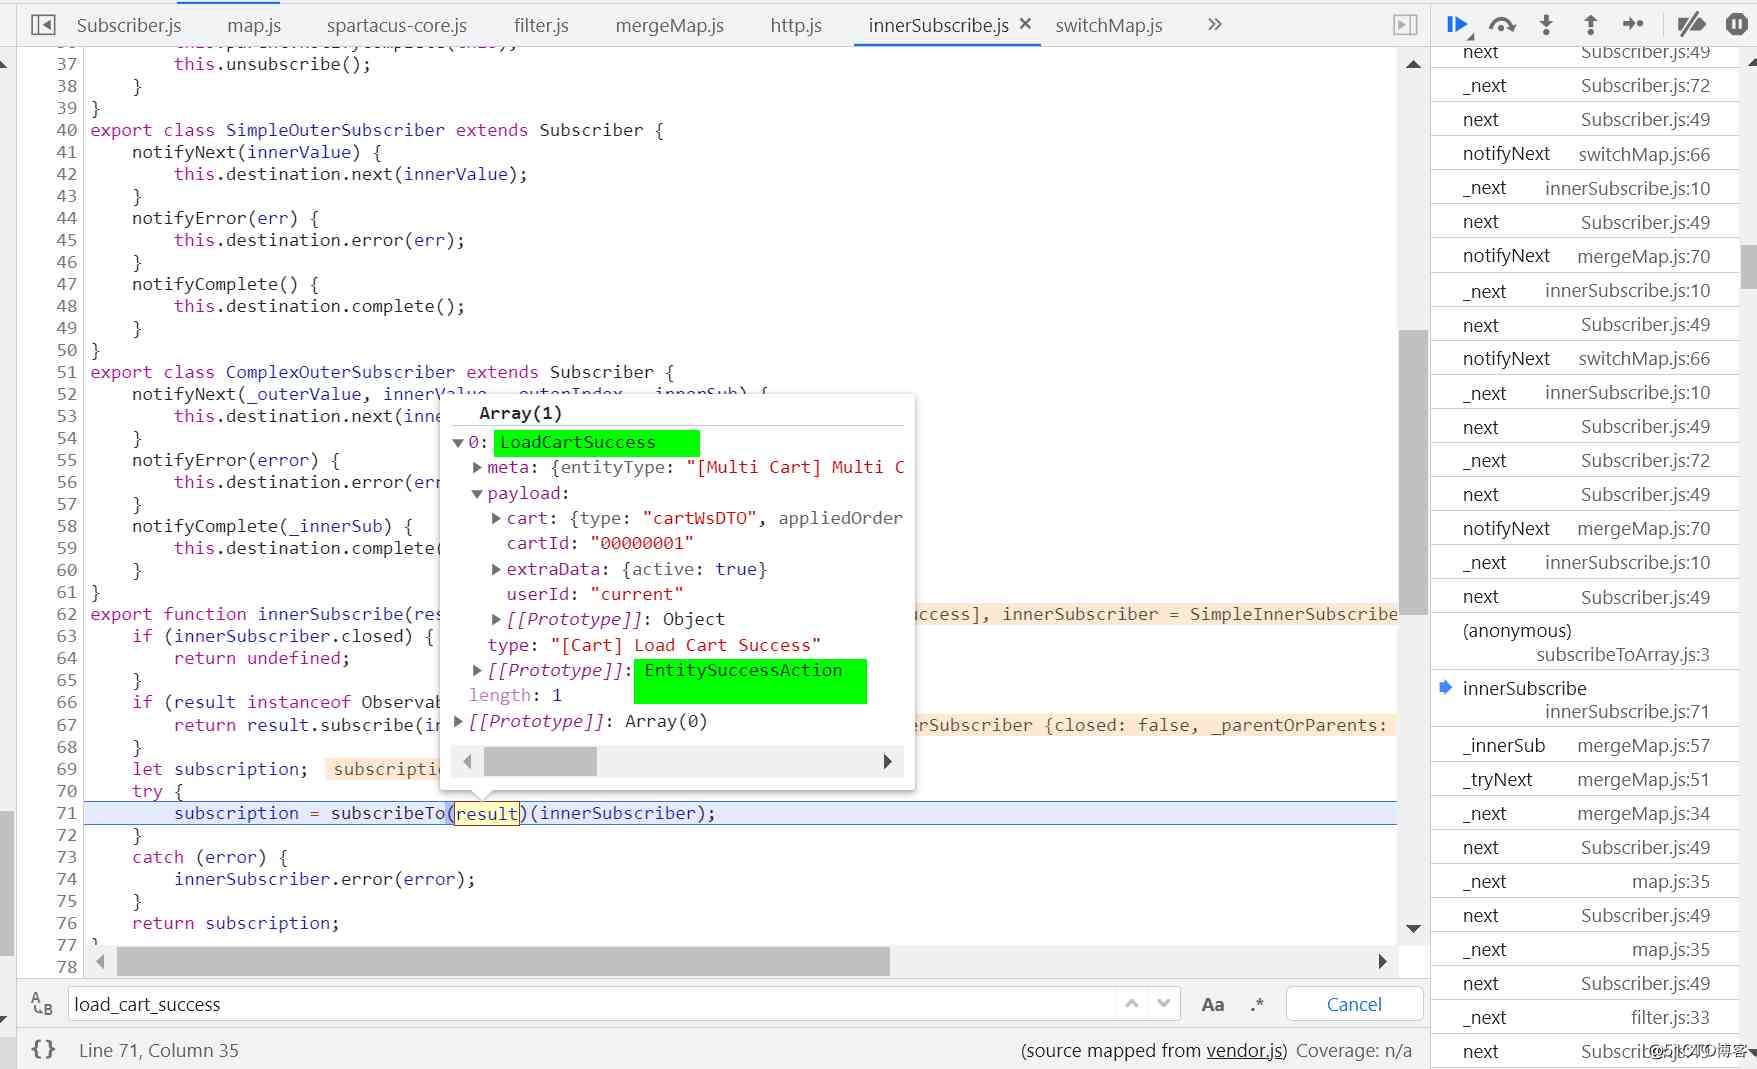 Subscriber.js map.js spartacus-core.js filter.js mergeMap.js http.js innerSubscribe.js × switchMap.js »
37 this.unsubscribe();
38 }
39 }
40 export class SimpleOuterSubscriber extends Subscriber {
41 notifyNext(innerValue) {
42 this.destination.next(innerValue);
43 }
44 notifyError(err) {
45 this.destination.error(err);
46 }
47 notifyComplete() {
48 this.destination.complete();
49 }
50 }
51 export class ComplexOuterSubscriber extends Subscriber {
52 notifyNext(_outerValue, innerValue, _outerIndex, _innerSub) {
53 this.destination.next(inne
54 }
55 notifyError(error) {
56 this.destination.error(err
57 }
58 notifyComplete(_innerSub) {
59 this.destination.complete(
60 }
61 }
62 export function innerSubscribe(res uccess], innerSubscriber = SimpleInnerSubscribe
63 if (innerSubscriber.closed) {
64 return undefined;
65 }
66 if (result instanceof Observab
67 return result.subscribe(in erSubscriber {closed: false, _parentOrParents:
68 }
69 let subscription; subscriptio
70 try {
71 subscription = subscribeTo(result)(innerSubscriber);
72 }
73 catch (error) {
74 innerSubscriber.error(error);
75 }
76 return subscription;
77 }
78
Array(1)
▼0: LoadCartSuccess
▶meta: {entityType: "[Multi Cart] Multi C
▼payload:
▶cart: {type: "cartWsDTO", appliedOrder
cartId: "00000001"
▶extraData: {active: true}
userId: "current"
▶[[Prototype]]: Object
type: "[Cart] Load Cart Success"
▶[[Prototype]]: EntitySuccessAction
length: 1
▶[[Prototype]]: Array(0)
load_cart_success Aa .* Cancel
{} Line 71, Column 35 (source mapped from vendor.js) Coverage: n/a
next Subscriber.js:49
_next Subscriber.js:72
next Subscriber.js:49
notifyNext switchMap.js:66
_next innerSubscribe.js:10
next Subscriber.js:49
notifyNext mergeMap.js:70
_next innerSubscribe.js:10
next Subscriber.js:49
notifyNext switchMap.js:66
_next innerSubscribe.js:10
next Subscriber.js:49
_next Subscriber.js:72
next Subscriber.js:49
notifyNext mergeMap.js:70
_next innerSubscribe.js:10
next Subscriber.js:49
(anonymous)
subscribeToArray.js:3
innerSubscribe
innerSubscribe.js:71
_innerSub mergeMap.js:57
_tryNext mergeMap.js:51
_next mergeMap.js:34
next Subscriber.js:49
_next map.js:35
next Subscriber.js:49
_next map.js:35
next Subscriber.js:49
_next filter.js:33
next
@51CTO博客